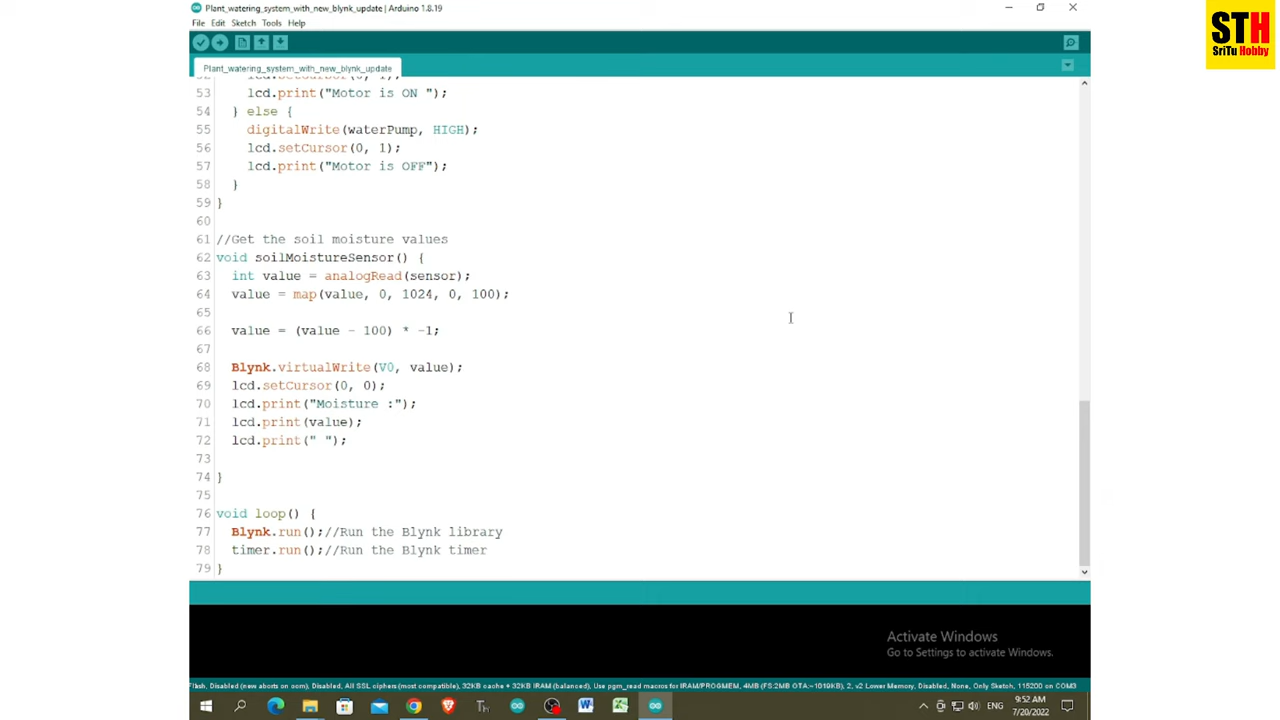 Plant_watering_system_with_new_blynk_update | Arduino 1.8.19
File Edit Sketch Tools Help
STH
SriTu Hobby
Plant_watering_system_with_new_blynk_update
52 lcd.setCursor(0, 1);
53 lcd.print("Motor is ON ");
54 } else {
55 digitalWrite(waterPump, HIGH);
56 lcd.setCursor(0, 1);
57 lcd.print("Motor is OFF");
58 }
59 }
60
61 //Get the soil moisture values
62 void soilMoistureSensor() {
63 int value = analogRead(sensor);
64 value = map(value, 0, 1024, 0, 100);
65
66 value = (value - 100) * -1;
67
68 Blynk.virtualWrite(V0, value);
69 lcd.setCursor(0, 0);
70 lcd.print("Moisture :");
71 lcd.print(value);
72 lcd.print(" ");
73
74 }
75
76 void loop() {
77 Blynk.run();//Run the Blynk library
78 timer.run();//Run the Blynk timer
79 }
Activate Windows
Go to Settings to activate Windows.
Flash, Disabled (new aborts on oom), Disabled, All SSL ciphers (most compatible), 32KB cache + 32KB IRAM (balanced), Use pgm_read macros for IRAM/PROGMEM, 4MB (FS:2MB OTA:~1019KB), 2, v2 Lower Memory, Disabled, None, Only Sketch, 115200 on COM3
ENG
9:52 AM
7/20/2022